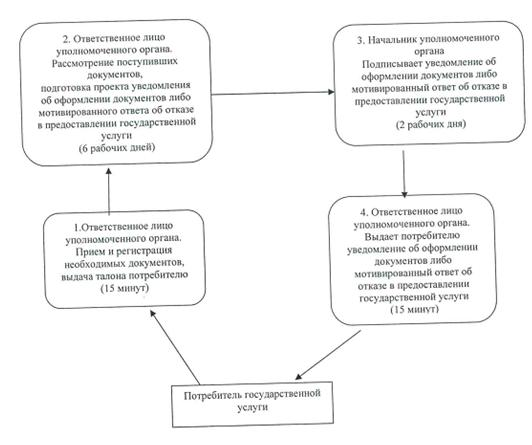 2. Ответственное лицо
уполномоченного органа.
Рассмотрение поступивших
документов,
подготовка проекта уведомления
об оформлении документов либо
мотивированного ответа об отказе
в предоставлении государственной
услуги
(6 рабочих дней)
3. Начальник уполномоченного
органа
Подписывает уведомление об
оформлении документов либо
мотивированный ответ об отказе в
предоставлении государственной
услуги
(2 рабочих дня)
1.Ответственное лицо
уполномоченного органа.
Прием и регистрация
необходимых документов,
выдача талона потребителю
(15 минут)
4. Ответственное лицо
уполномоченного органа.
Выдает потребителю
уведомление об оформлении
документов либо
мотивированный ответ об
отказе в предоставлении
государственной услуги
(15 минут)
Потребитель государственной
услуги